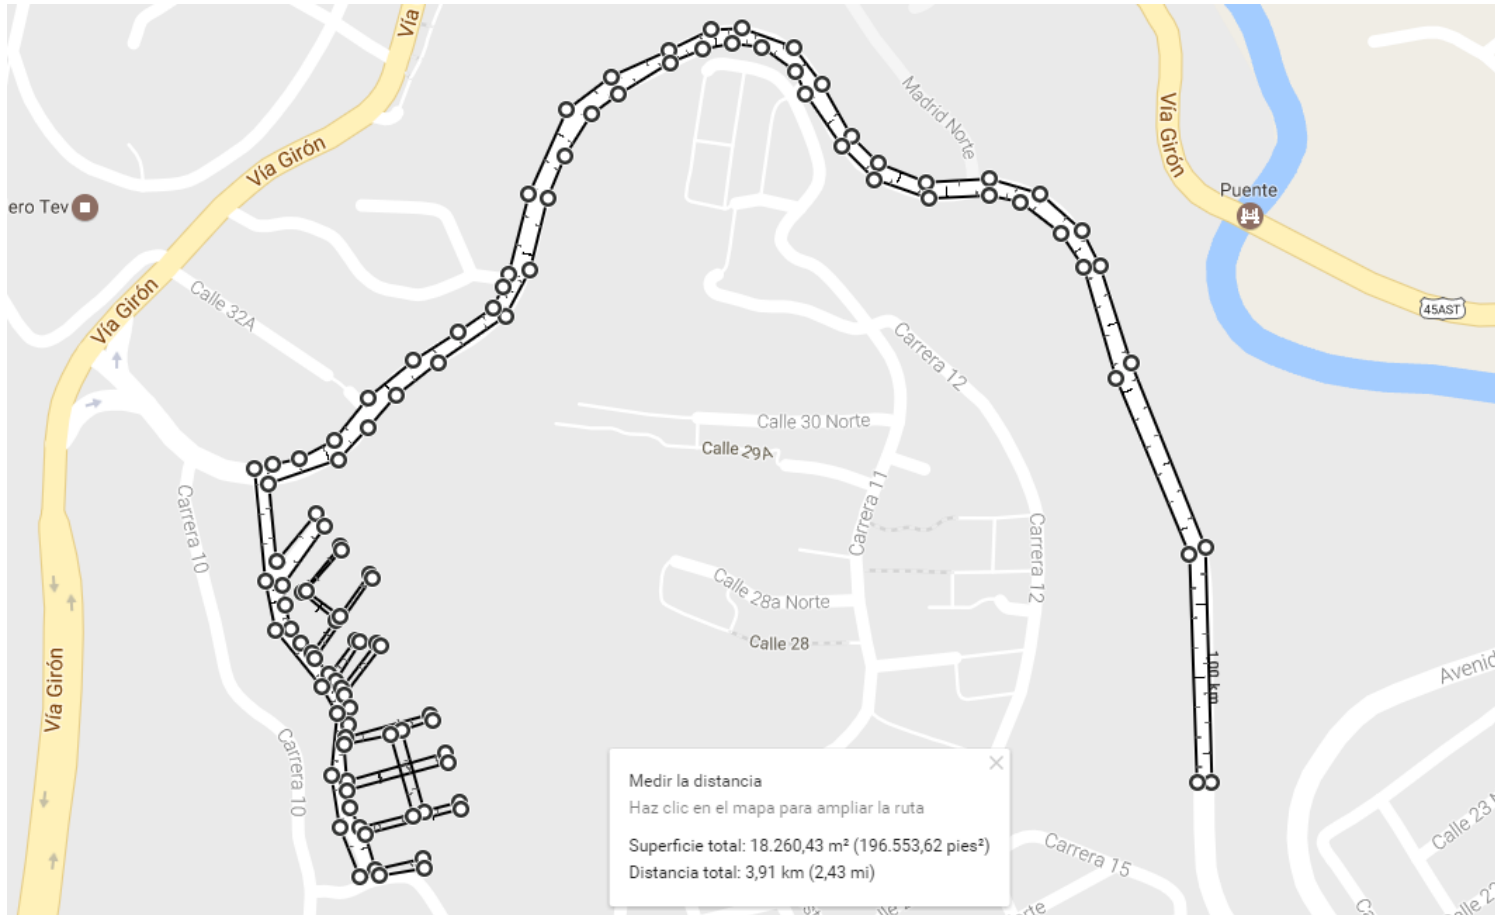 Vía
Vía Girón
Madrid Norte
Vía Girón
Puente
ero Tev
Vía Girón
Calle 32A
45AST
Carrera 12
Calle 30 Norte
Calle 29A
Carrera 11
Carrera 10
Carrera 12
Calle 28a Norte
Calle 28
Vía Girón
100 km
Avenid
Carrera 10
Medir la distancia
Haz clic en el mapa para ampliar la ruta
Superficie total: 18.260,43 m² (196.553,62 pies²)
Distancia total: 3,91 km (2,43 mi)
Carrera 15
Calle 23 N
Calle 22
rte